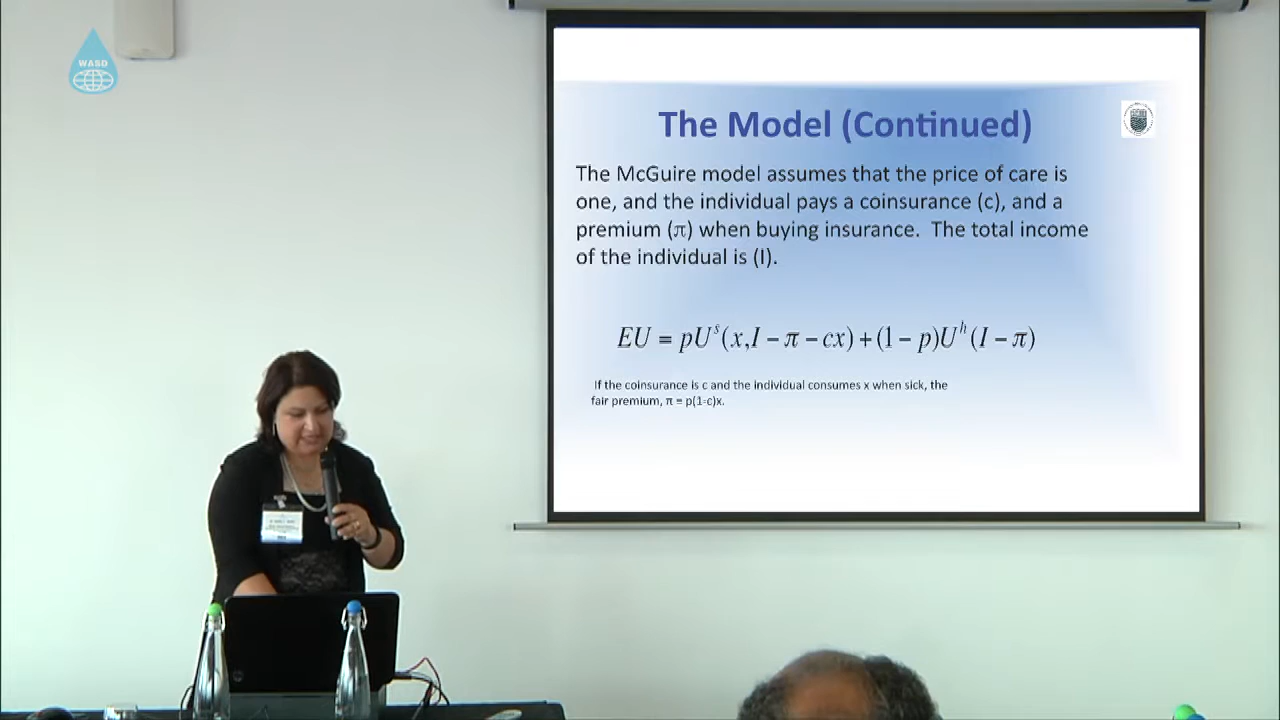 WASD
The Model (Continued)
The McGuire model assumes that the price of care is
one, and the individual pays a coinsurance (c), and a
premium (π) when buying insurance. The total income
of the individual is (I).
EU = pUˢ(x,I − π − cx) + (1 − p)Uʰ(I − π)
If the coinsurance is c and the individual consumes x when sick, the
fair premium, π = p(1-c)x.